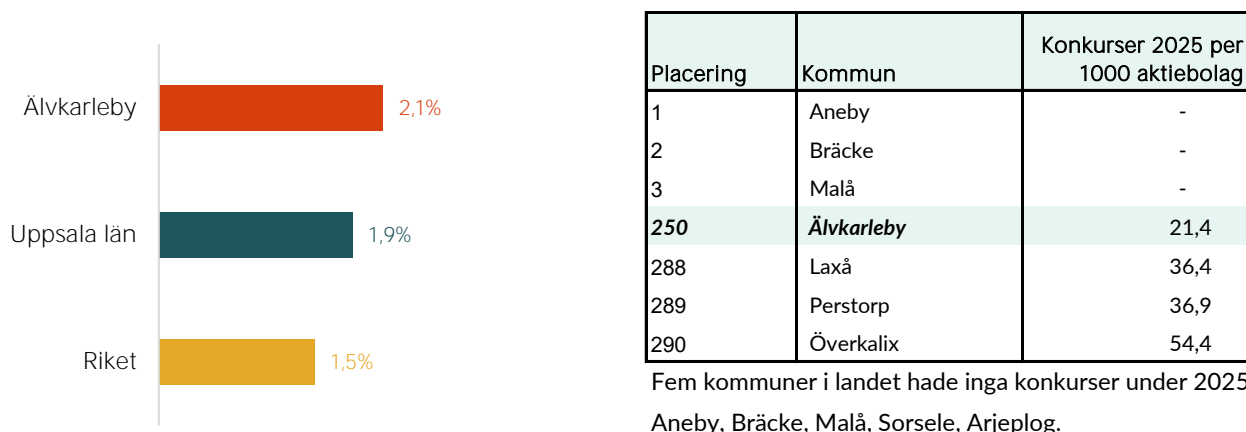 Älvkarleby
2,1%
Uppsala län
1,9%
Riket
1,5%
Placering Kommun Konkurser 2025 per
1000 aktiebolag
1 Aneby -
2 Bräcke -
3 Malå -
250 Älvkarleby 21,4
288 Laxå 36,4
289 Perstorp 36,9
290 Överkalix 54,4
Fem kommuner i landet hade inga konkurser under 2025
Aneby, Bräcke, Malå, Sorsele, Arjeplog.